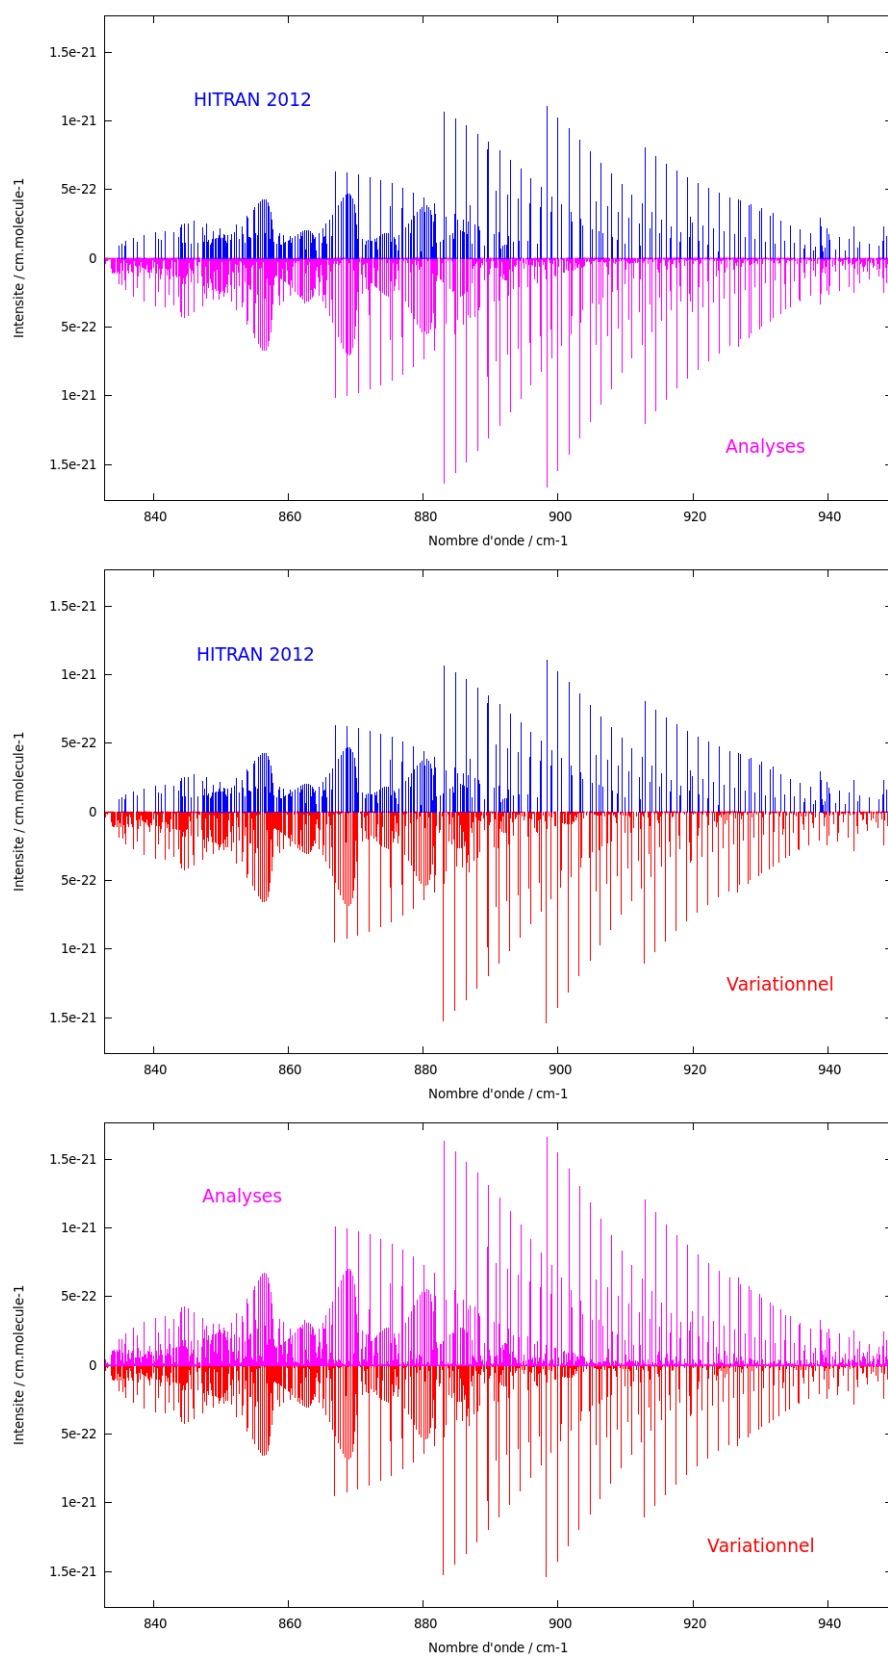 1.5e-21
HITRAN 2012
1e-21
5e-22
0
5e-22
1e-21
Analyses
1.5e-21
Intensite / cm.molecule-1
840 860 880 900 920 940
Nombre d'onde / cm-1
1.5e-21
HITRAN 2012
1e-21
5e-22
0
5e-22
1e-21
Variationnel
1.5e-21
Intensite / cm.molecule-1
840 860 880 900 920 940
Nombre d'onde / cm-1
1.5e-21
Analyses
1e-21
5e-22
0
5e-22
1e-21
Variationnel
1.5e-21
Intensite / cm.molecule-1
840 860 880 900 920 940
Nombre d'onde / cm-1